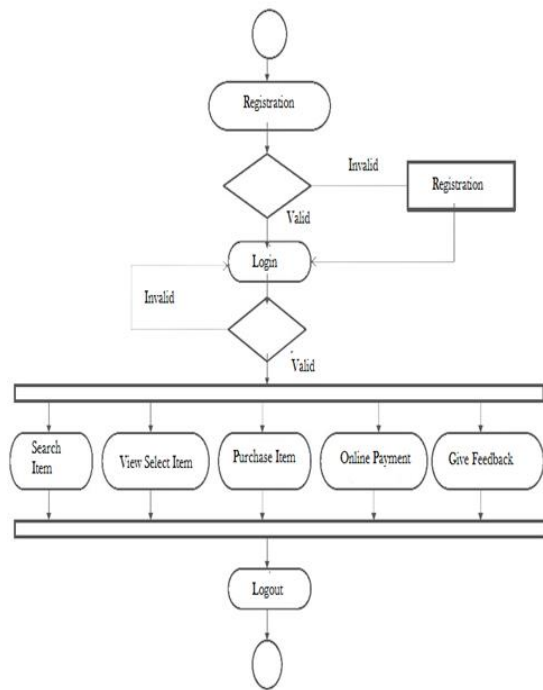 Registration
Invalid
Registration
Valid
Login
Invalid
Valid
Search
Item
View Select Item
Purchase Item
Online Payment
Give Feedback
Logout